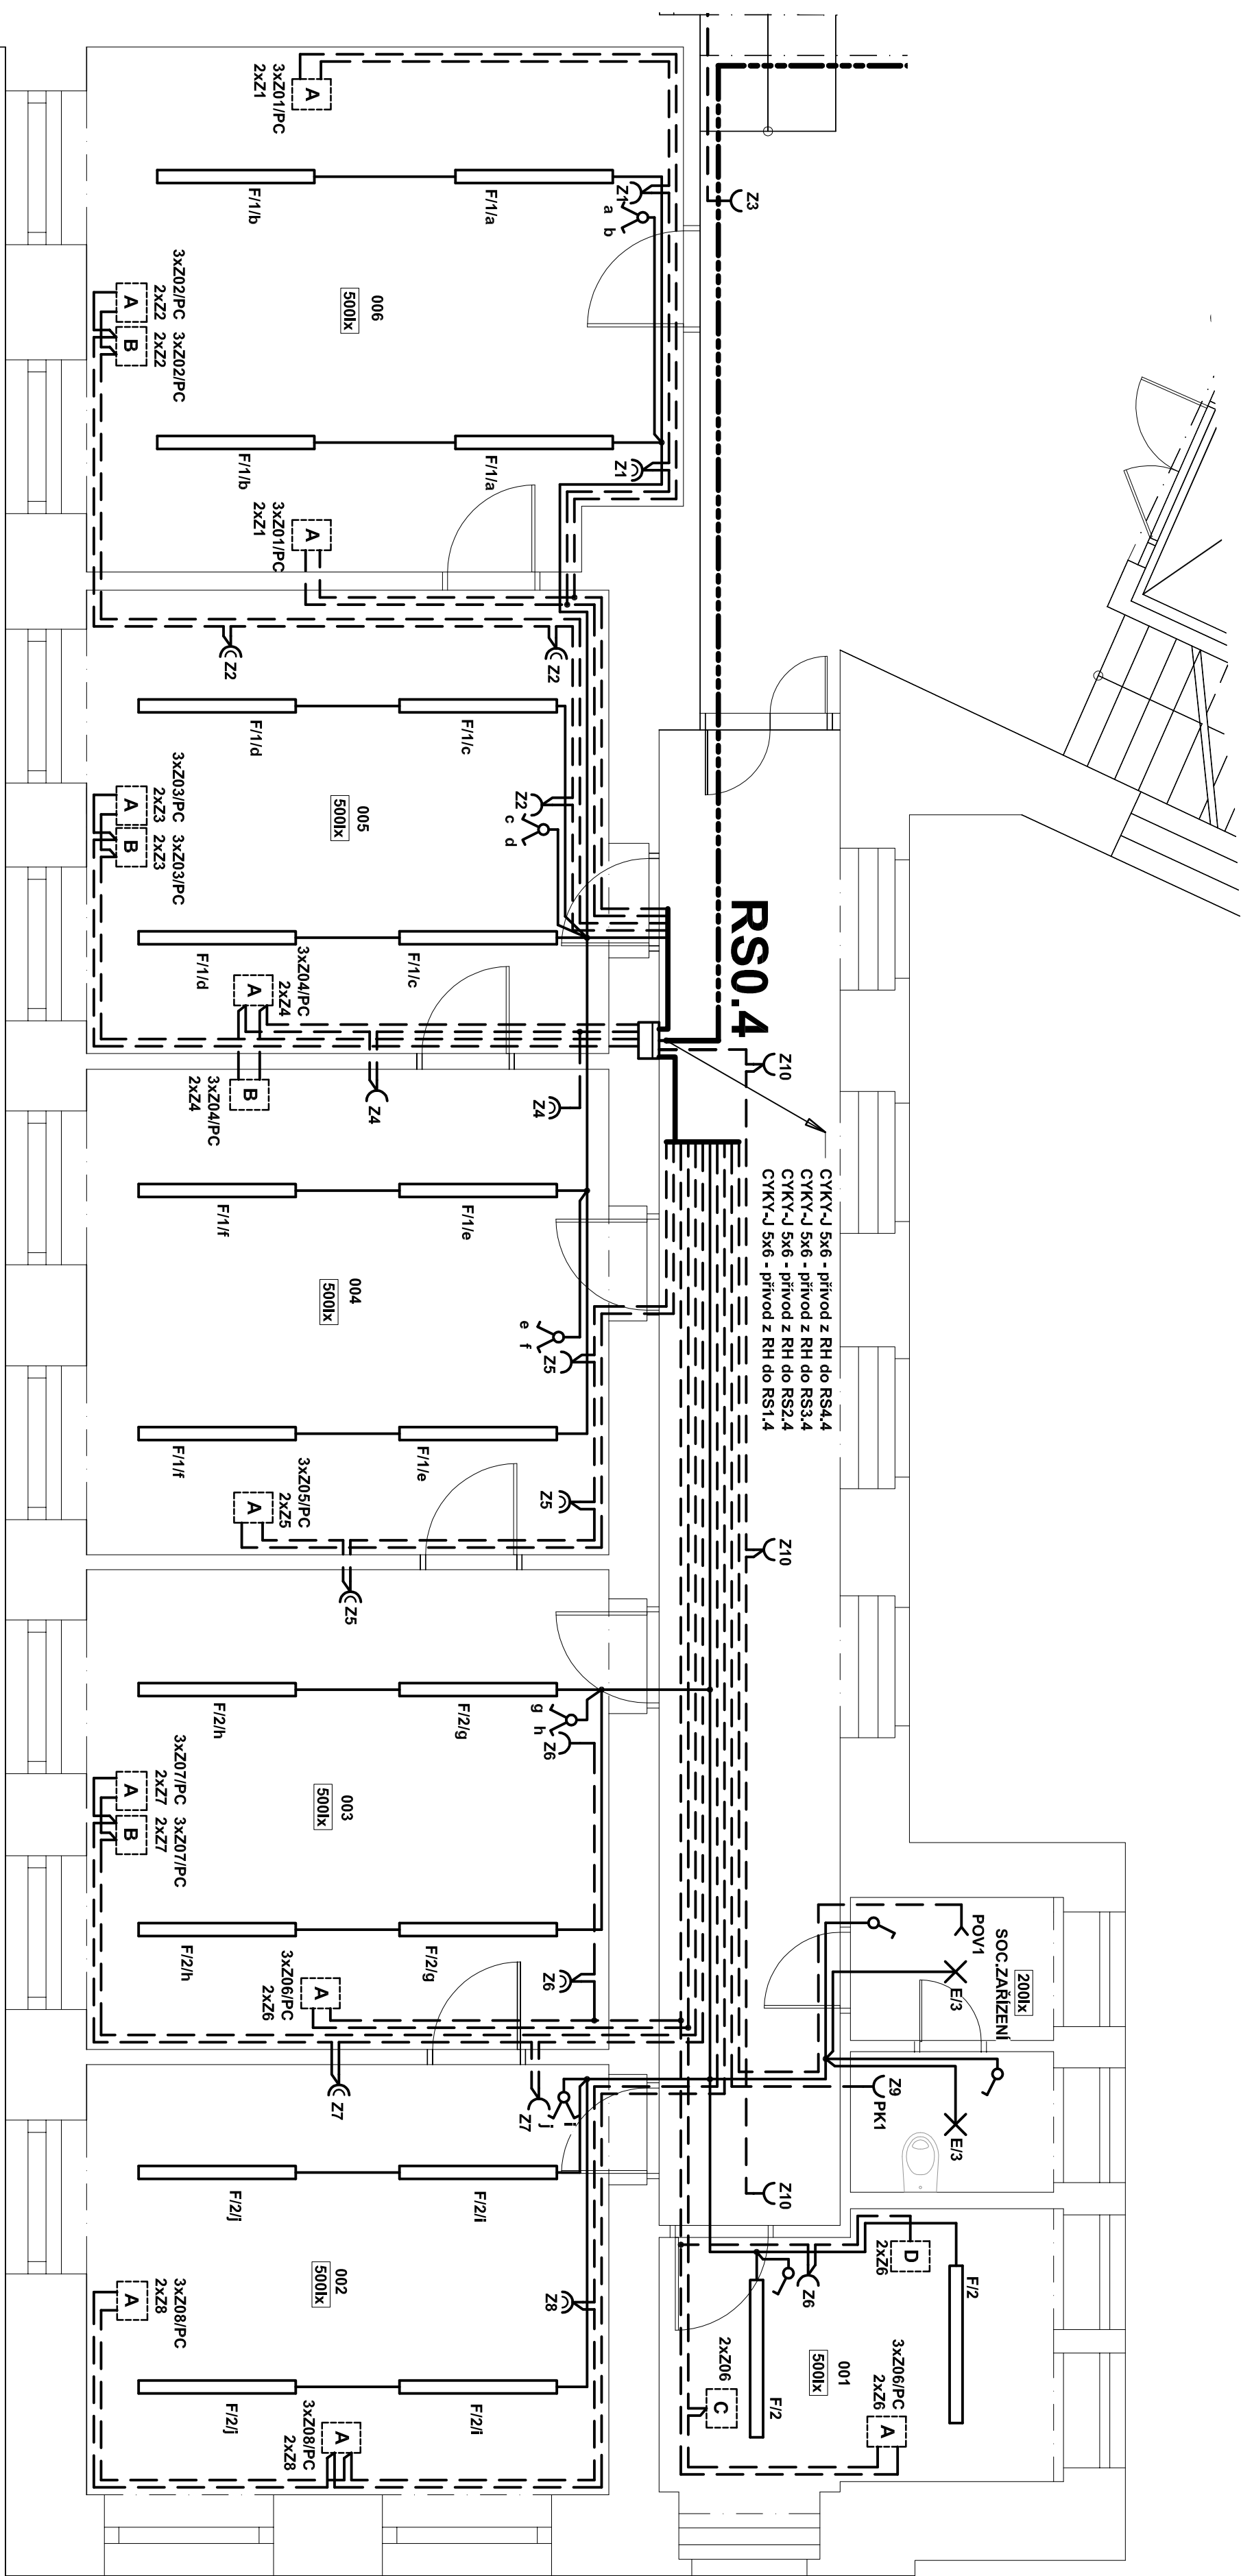 Z3
3xZ01/PC
2xZ1
A
F/1/b
F/1/a
Z1
a
b
006
500lx
3xZ02/PC
2xZ2
A
B
3xZ02/PC
2xZ2
F/1/b
F/1/a
Z1
3xZ01/PC
2xZ1
A
Z2
Z2
F/1/d
F/1/c
Z2
c
d
005
500lx
3xZ03/PC
2xZ3
A
B
3xZ03/PC
2xZ3
F/1/d
F/1/c
3xZ04/PC
2xZ4
A
RS0.4
Z10
CYKY-J 5x6 - přívod z RH do RS4.4
CYKY-J 5x6 - přívod z RH do RS3.4
CYKY-J 5x6 - přívod z RH do RS2.4
CYKY-J 5x6 - přívod z RH do RS1.4
B
3xZ04/PC
2xZ4
Z4
Z4
F/1/f
F/1/e
004
500lx
e
f
Z5
F/1/f
F/1/e
3xZ05/PC
2xZ5
A
Z5
Z10
Z5
F/2/h
F/2/g
g
h
Z6
003
500lx
3xZ07/PC
2xZ7
A
B
3xZ07/PC
2xZ7
F/2/h
F/2/g
3xZ06/PC
2xZ6
A
Z6
POV1
SOC.ZAŘÍZENÍ
200lx
E/3
Z9
PK1
E/3
Z7
Z7
j
i
F/2/j
F/2/i
Z10
002
500lx
Z8
3xZ08/PC
2xZ8
A
F/2/j
F/2/i
3xZ08/PC
2xZ8
A
D
2xZ6
F/2
Z6
001
500lx
2xZ06
C
F/2
3xZ06/PC
2xZ6
A